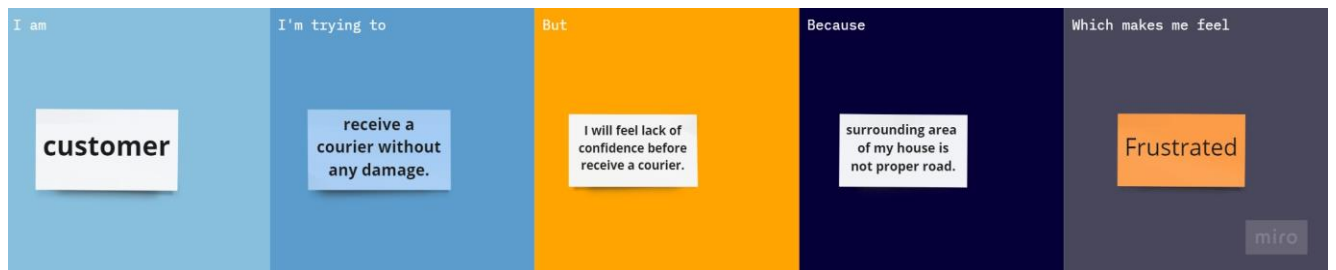 I am
customer
I'm trying to
receive a
courier without
any damage.
But
I will feel lack of
confidence before
receive a courier.
Because
surrounding area
of my house is
not proper road.
Which makes me feel
Frustrated
miro